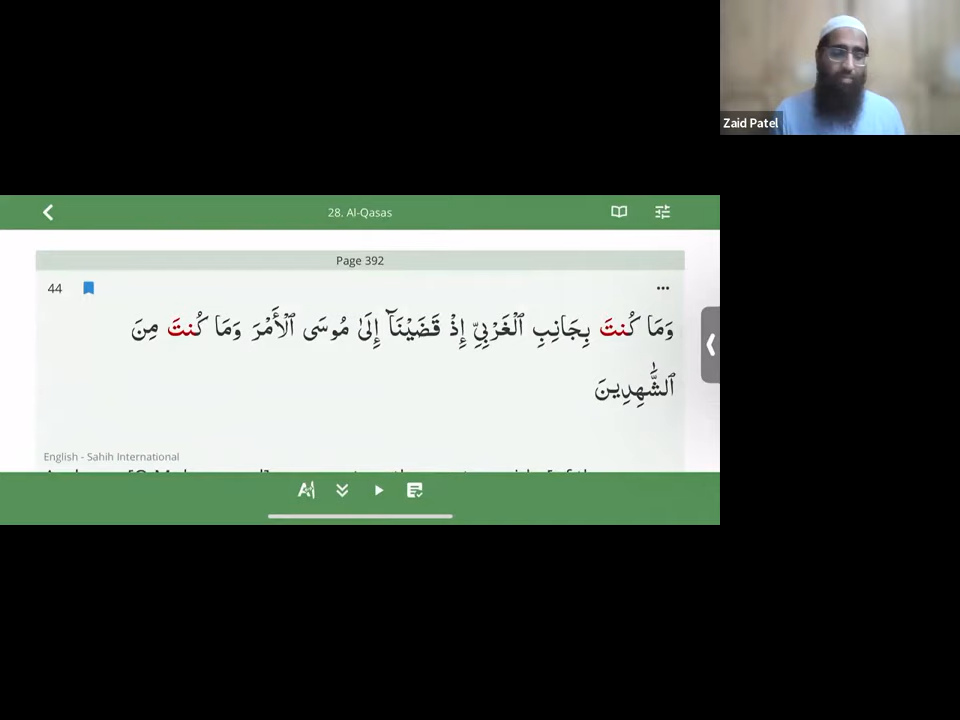 Zaid Patel
28. Al-Qasas
Page 392
44
وَمَا كُنتَ بِجَانِبِ ٱلْغَرْبِىِّ إِذْ قَضَيْنَآ إِلَىٰ مُوسَى ٱلْأَمْرَ وَمَا كُنتَ مِنَ
ٱلشَّـٰهِدِينَ
English - Sahih International